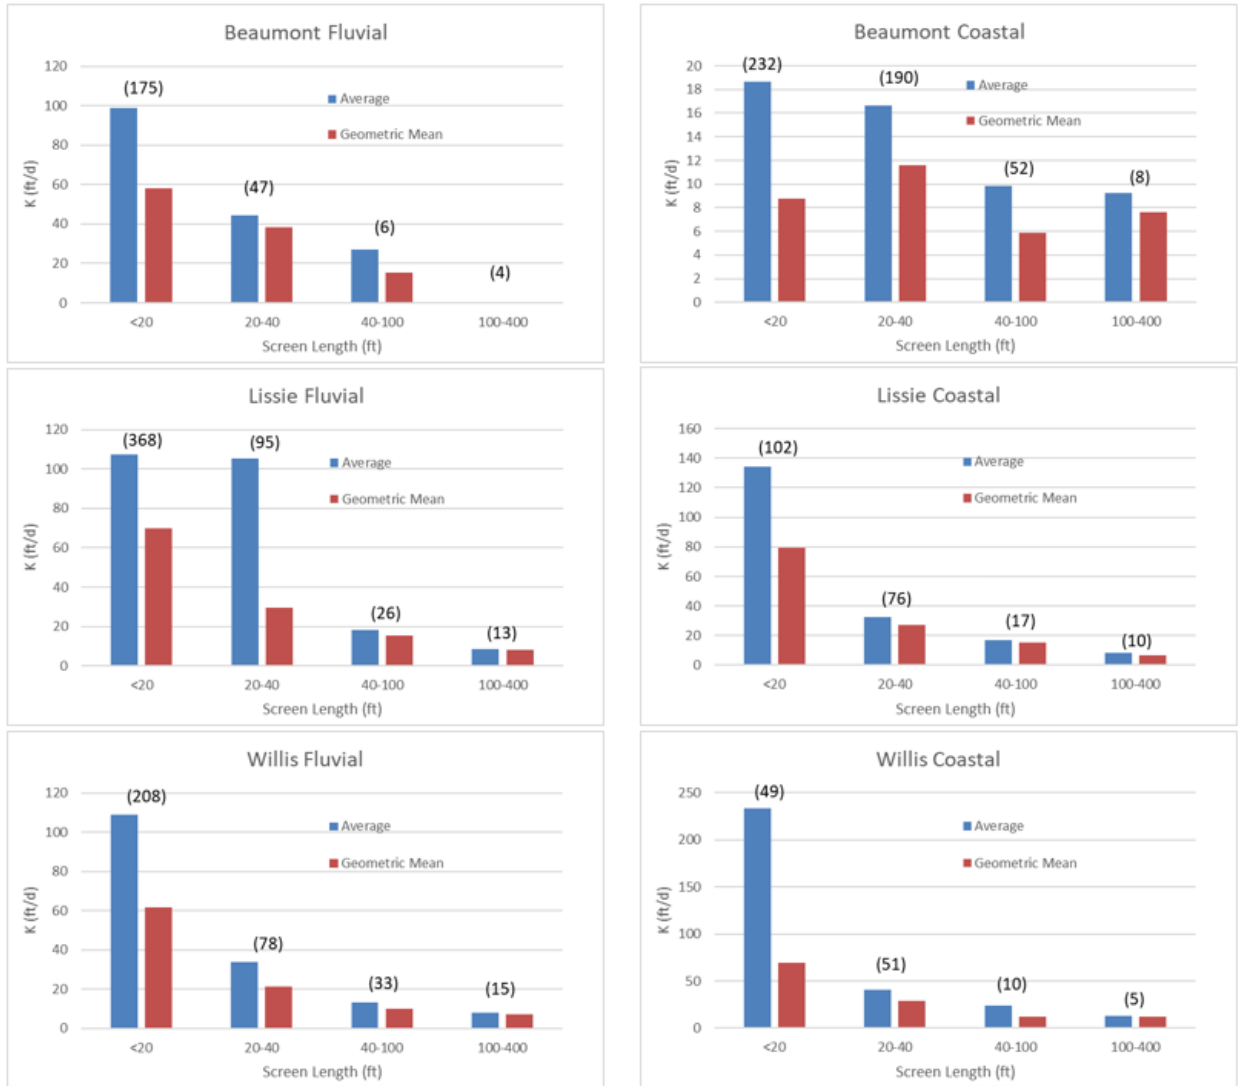 Beaumont Fluvial
120
100
80
60
40
20
0
K (ft/d)
(175)
(47)
(6)
(4)
Average
Geometric Mean
<20 20-40 40-100 100-400
Screen Length (ft)
Beaumont Coastal
20
18
16
14
12
10
8
6
4
2
0
K (ft/d)
(232)
(190)
(52)
(8)
Average
Geometric Mean
<20 20-40 40-100 100-400
Screen Length (ft)
Lissie Fluvial
120
100
80
60
40
20
0
K (ft/d)
(368)
(95)
(26)
(13)
Average
Geometric Mean
<20 20-40 40-100 100-400
Screen Length (ft)
Lissie Coastal
160
140
120
100
80
60
40
20
0
K (ft/d)
(102)
(76)
(17)
(10)
Average
Geometric Mean
<20 20-40 40-100 100-400
Screen Length (ft)
Willis Fluvial
120
100
80
60
40
20
0
K (ft/d)
(208)
(78)
(33)
(15)
Average
Geometric Mean
<20 20-40 40-100 100-400
Screen Length (ft)
Willis Coastal
250
200
150
100
50
0
K (ft/d)
(49)
(51)
(10)
(5)
Average
Geometric Mean
<20 20-40 40-100 100-400
Screen Length (ft)